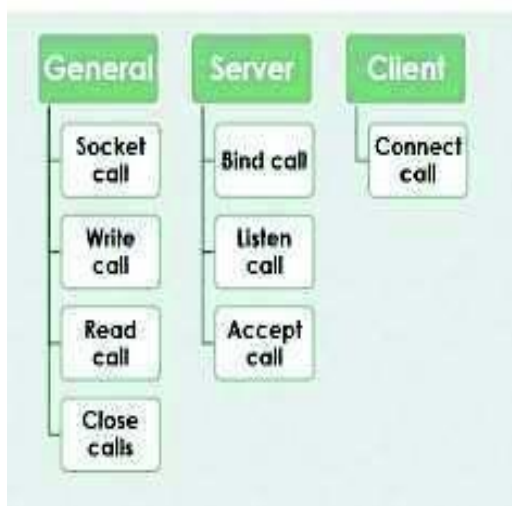 General
Socket
call
Write
call
Read
call
Close
calls
Server
Bind call
Listen
call
Accept
call
Client
Connect
call